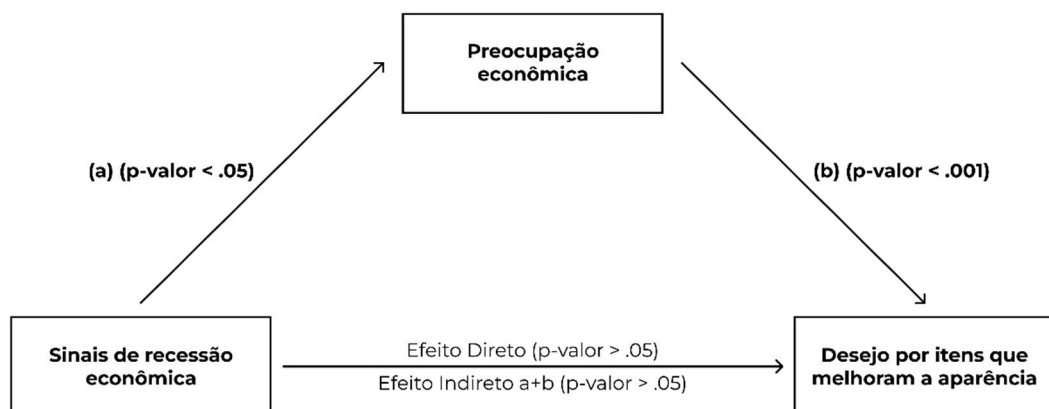 Preocupação
econômica
(a) (p-valor < .05)
(b) (p-valor < .001)
Sinais de recessão
econômica
Efeito Direto (p-valor > .05)
Efeito Indireto a+b (p-valor > .05)
Desejo por itens que
melhoram a aparência